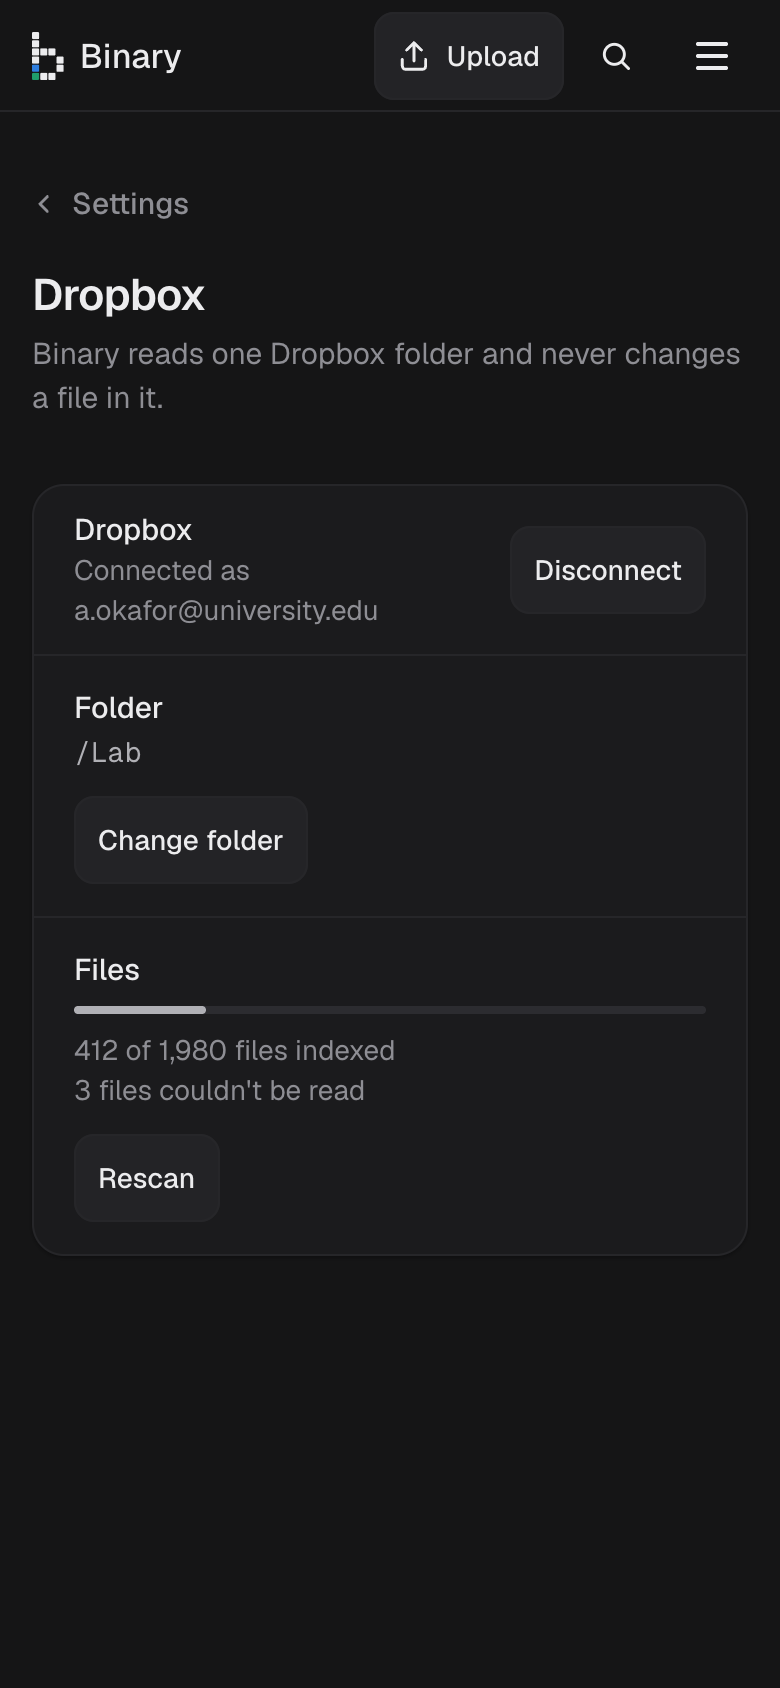 Binary
Upload
Settings
Dropbox
Binary reads one Dropbox folder and never changes
a file in it.
Dropbox
Connected as
a.okafor@university.edu
Disconnect
Folder
/Lab
Change folder
Files
412 of 1,980 files indexed
3 files couldn't be read
Rescan